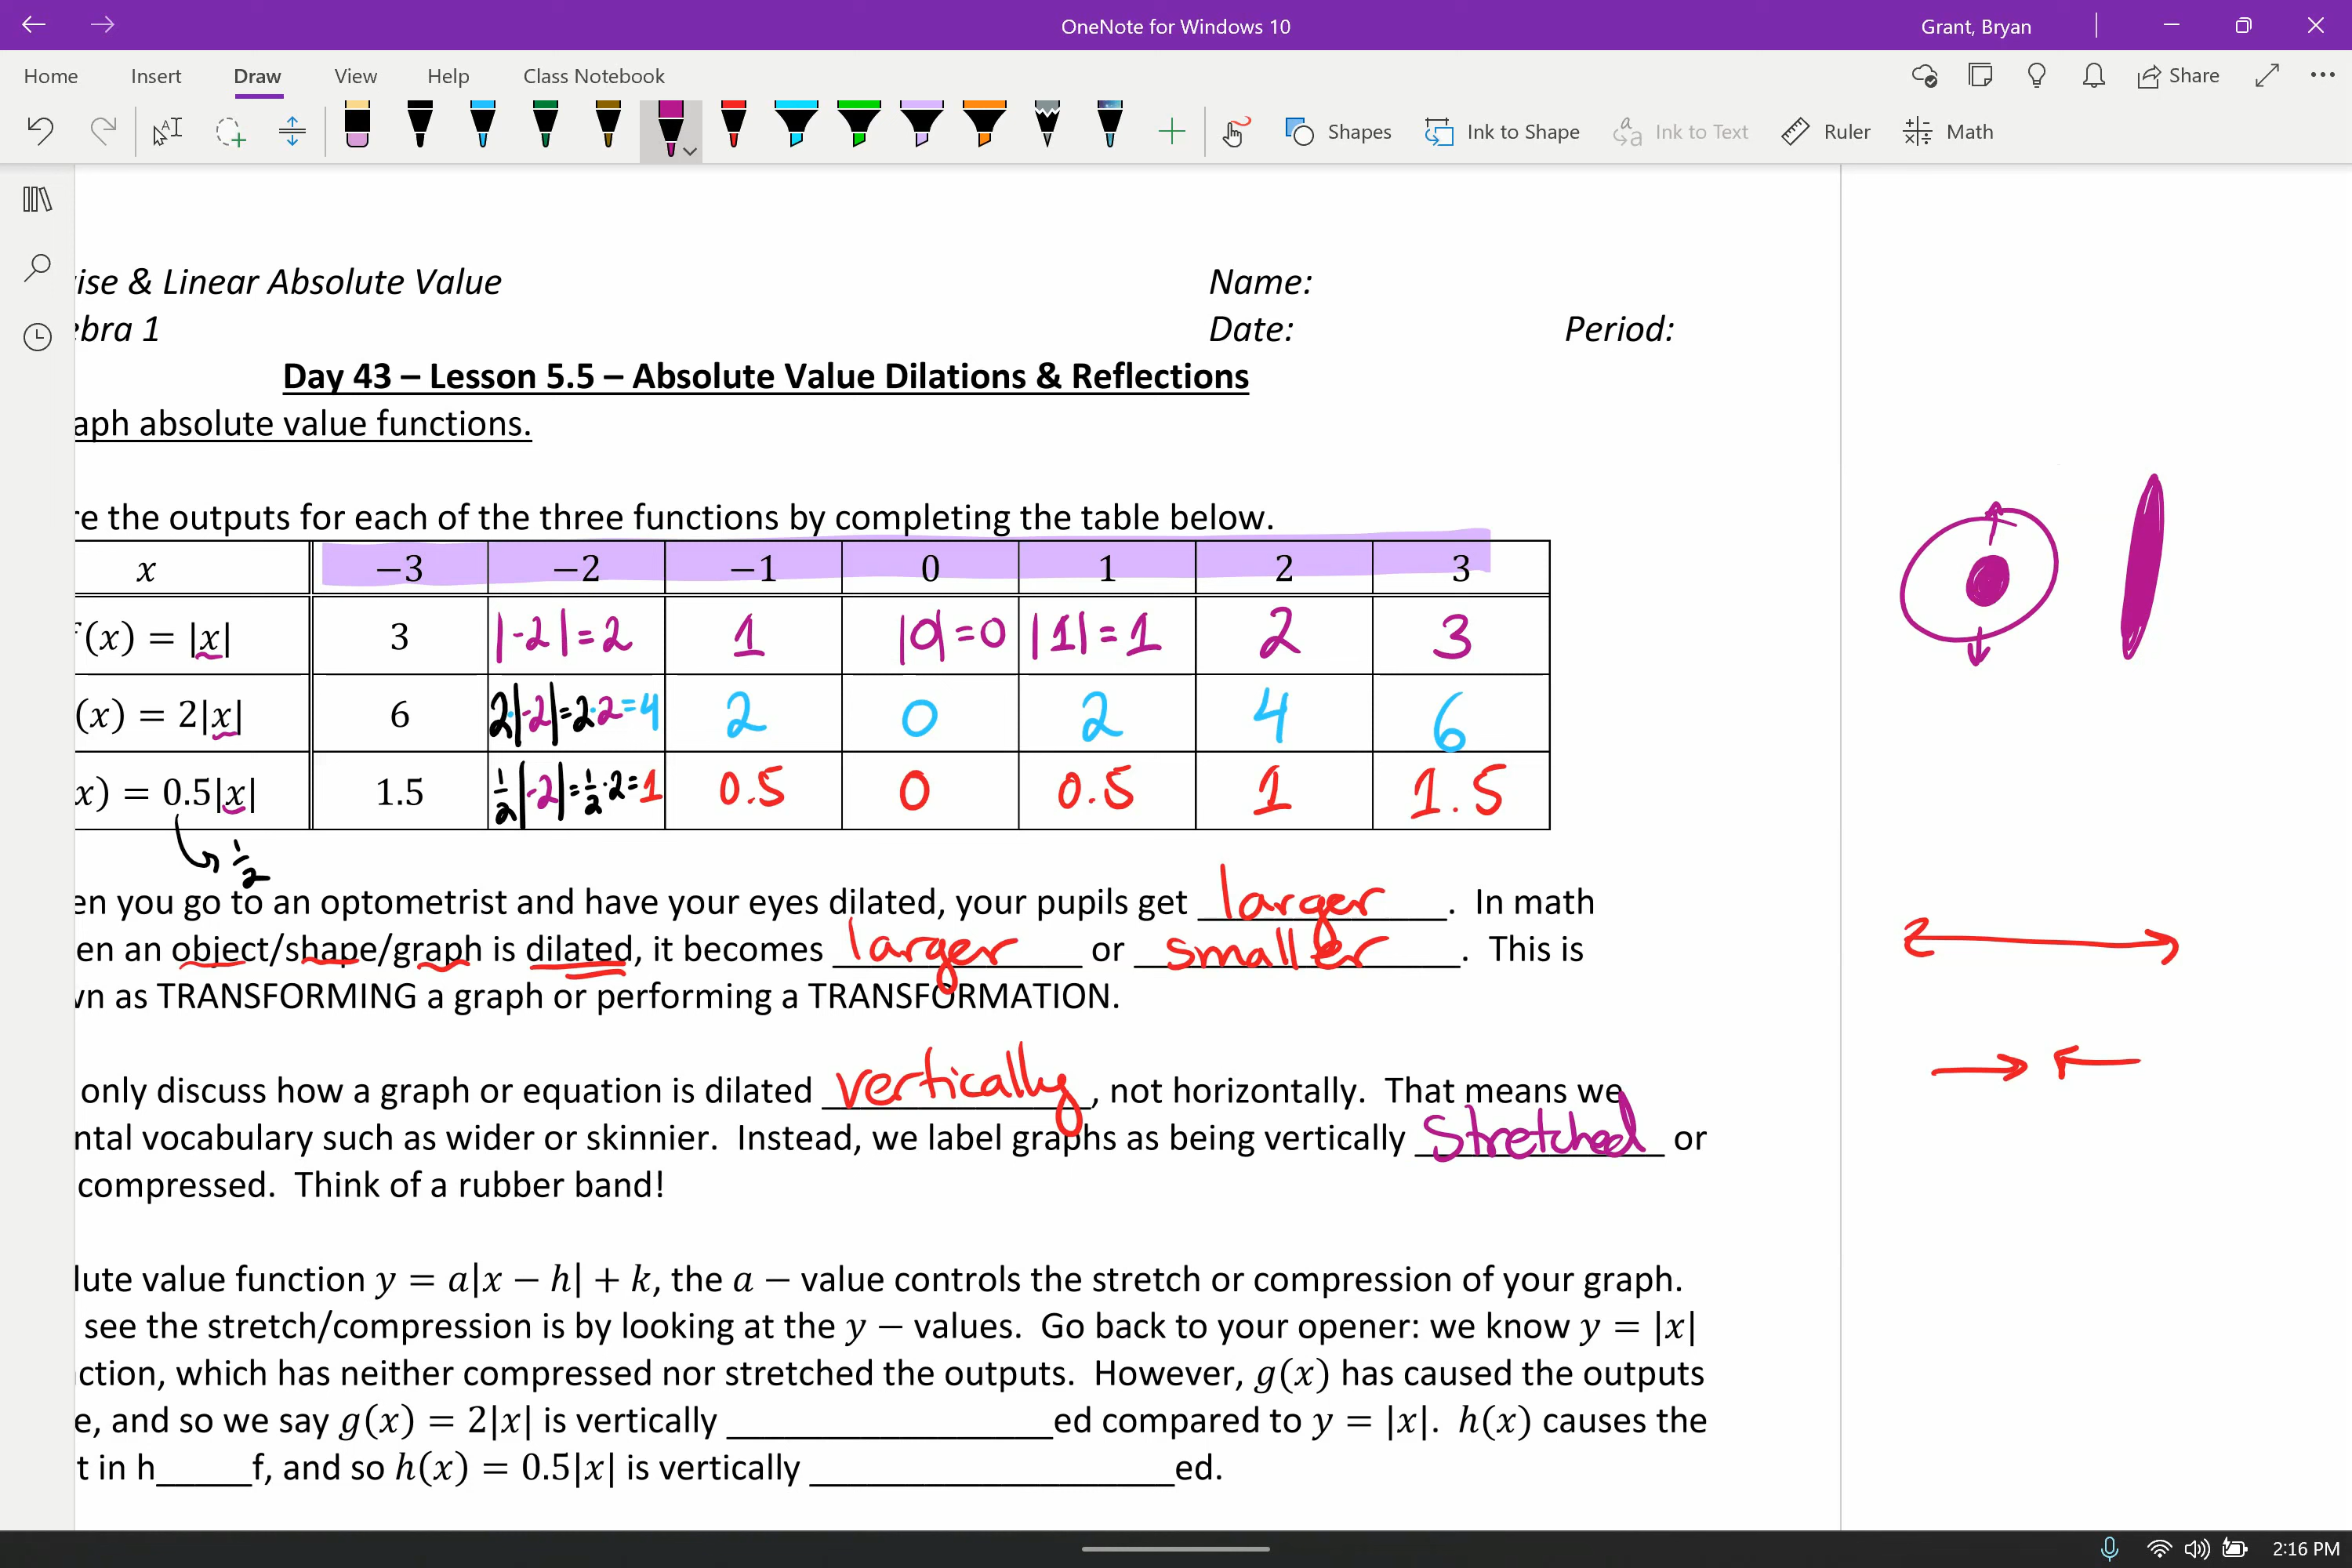 OneNote for Windows 10
Grant, Bryan
Home Insert Draw View Help Class Notebook
Share
Shapes Ink to Shape Ink to Text Ruler Math
ise & Linear Absolute Value Name:
bra 1 Date: Period:
Day 43 – Lesson 5.5 – Absolute Value Dilations & Reflections
aph absolute value functions.
re the outputs for each of the three functions by completing the table below.
x −3 −2 −1 0 1 2 3
(x) = |x| 3 |-2|=2 1 |0|=0 |1|=1 2 3
(x) = 2|x| 6 2|-2|=2·2=4 2 0 2 4 6
x) = 0.5|x| 1.5 1/2|-2|=1/2·2=1 0.5 0 0.5 1 1.5
1/2
en you go to an optometrist and have your eyes dilated, your pupils get larger. In math
en an object/shape/graph is dilated, it becomes larger or smaller. This is
wn as TRANSFORMING a graph or performing a TRANSFORMATION.
only discuss how a graph or equation is dilated vertically, not horizontally. That means we
ntal vocabulary such as wider or skinnier. Instead, we label graphs as being vertically stretched or
compressed. Think of a rubber band!
lute value function y = a|x − h| + k, the a − value controls the stretch or compression of your graph.
see the stretch/compression is by looking at the y − values. Go back to your opener: we know y = |x|
ction, which has neither compressed nor stretched the outputs. However, g(x) has caused the outputs
e, and so we say g(x) = 2|x| is vertically ____________________ed compared to y = |x|. h(x) causes the
t in h______f, and so h(x) = 0.5|x| is vertically ______________________ed.
2:16 PM